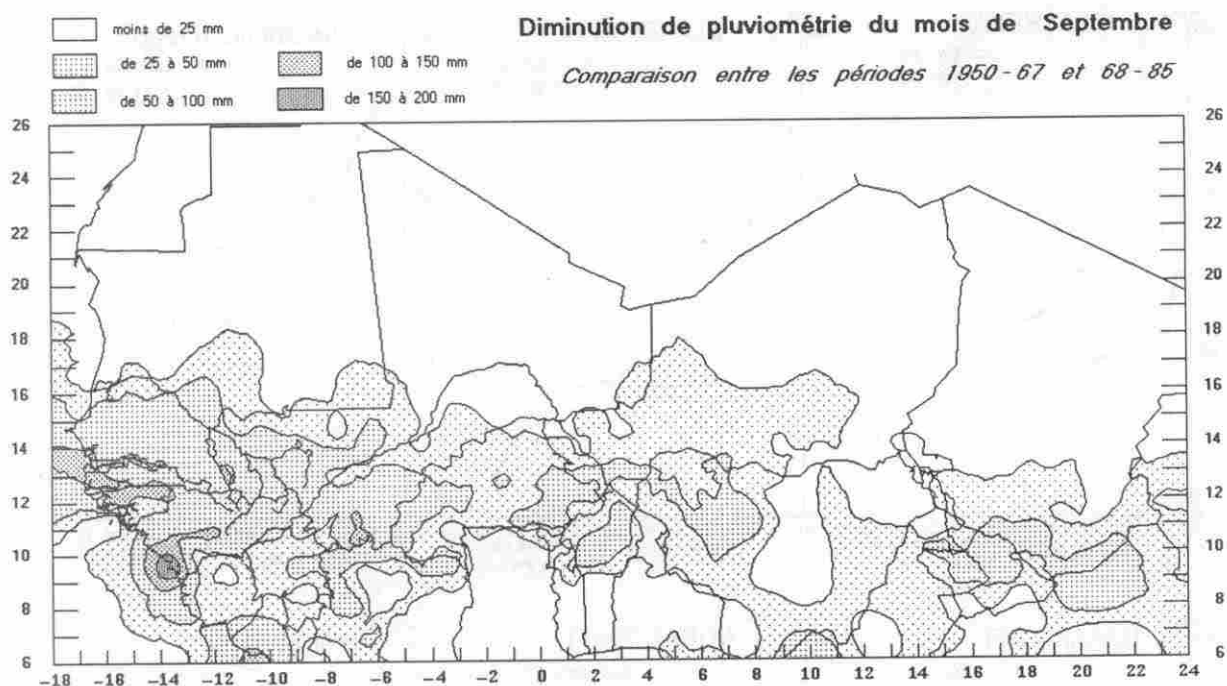 Diminution de pluviométrie du mois de Septembre
Comparaison entre les périodes 1950-67 et 68-85
moins de 25 mm
de 25 à 50 mm
de 100 à 150 mm
de 50 à 100 mm
de 150 à 200 mm
26 26
24 24
22 22
20 20
18 18
16 16
14 14
12 12
10 10
8 8
6 6
-18 -16 -14 -12 -10 -8 -6 -4 -2 0 2 4 6 8 10 12 14 16 18 20 22 24